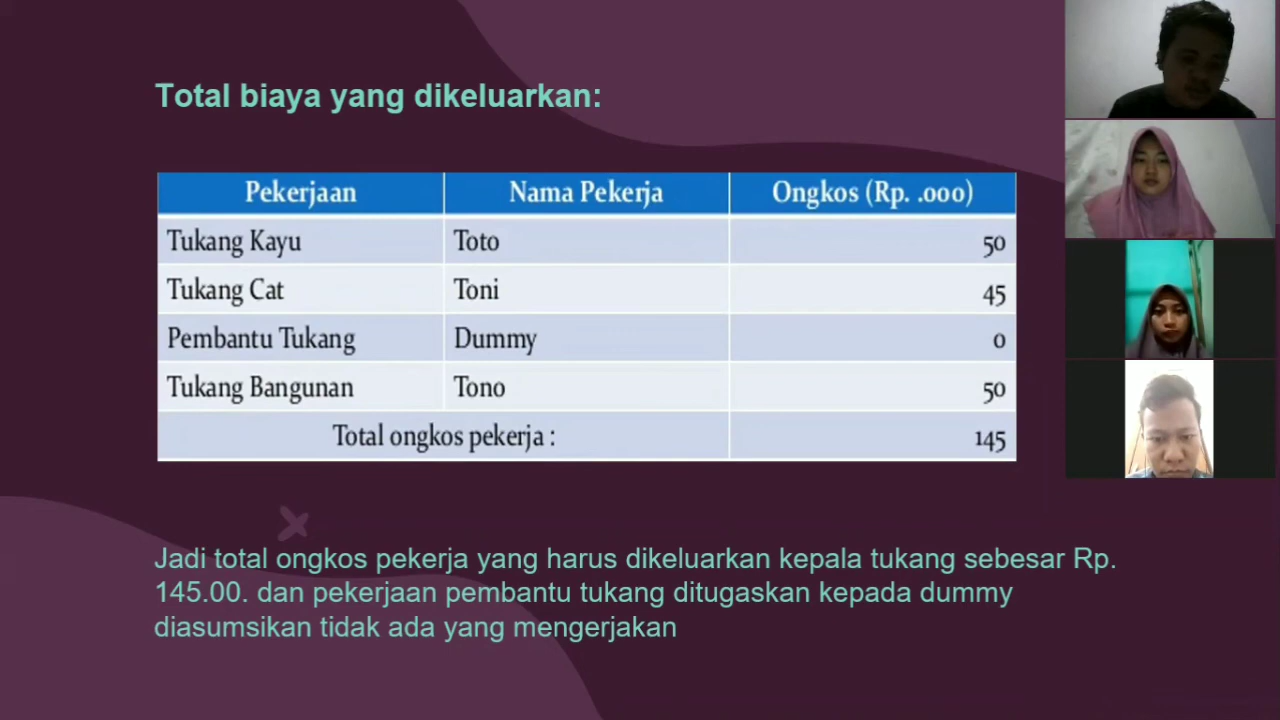 Total biaya yang dikeluarkan:
Pekerjaan Nama Pekerja Ongkos (Rp. .000)
Tukang Kayu Toto 50
Tukang Cat Toni 45
Pembantu Tukang Dummy 0
Tukang Bangunan Tono 50
Total ongkos pekerja : 145
Jadi total ongkos pekerja yang harus dikeluarkan kepala tukang sebesar Rp.
145.00. dan pekerjaan pembantu tukang ditugaskan kepada dummy
diasumsikan tidak ada yang mengerjakan